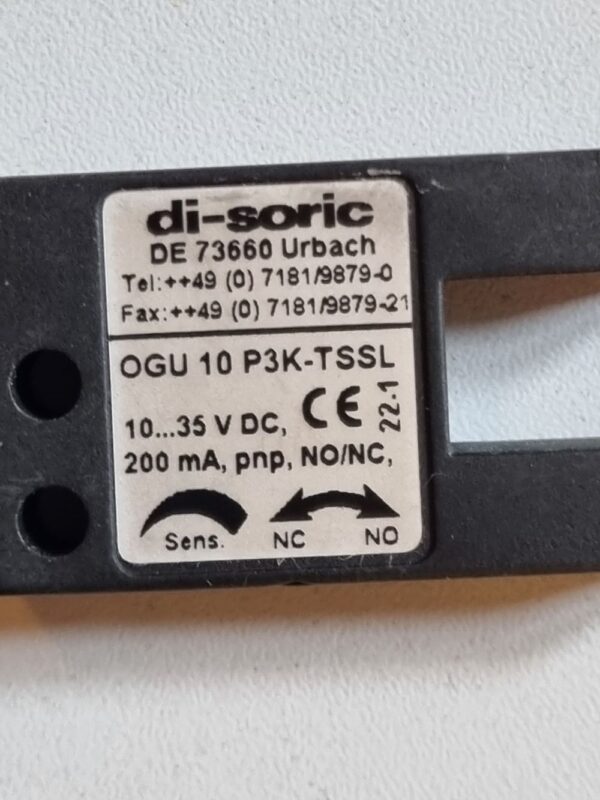 di-soric
DE 73660 Urbach
Tel:++49 (0) 7181/9879-0
Fax:++49 (0) 7181/9879-21
OGU 10 P3K-TSSL
10...35 V DC, CE 22.1
200 mA, pnp, NO/NC,
Sens. NC NO